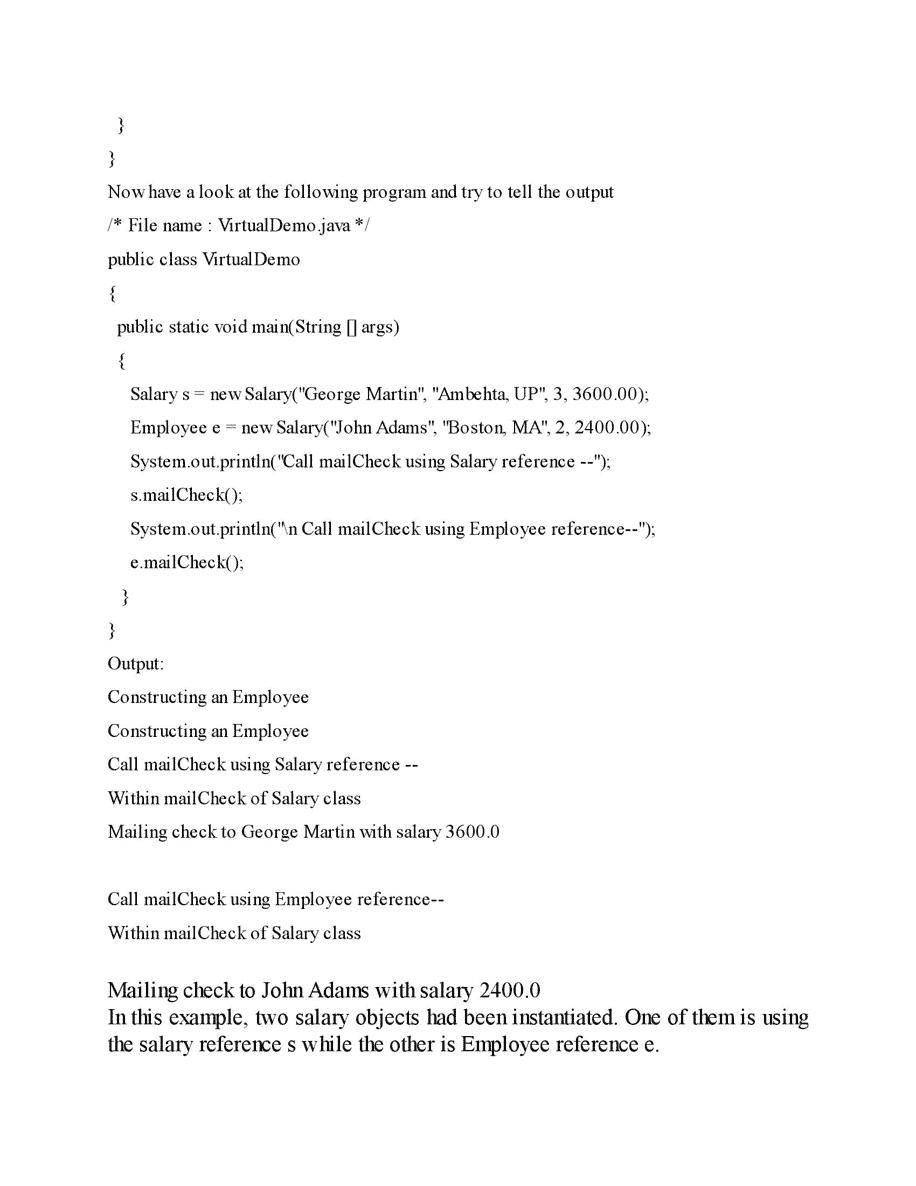 }
}
Now have a look at the following program and try to tell the output
/* File name : VirtualDemo.java */
public class VirtualDemo
{
public static void main(String [] args)
{
Salary s = new Salary("George Martin", "Ambehta, UP", 3, 3600.00);
Employee e = new Salary("John Adams", "Boston, MA", 2, 2400.00);
System.out.println("Call mailCheck using Salary reference --");
s.mailCheck();
System.out.println("\n Call mailCheck using Employee reference--");
e.mailCheck();
}
}
Output:
Constructing an Employee
Constructing an Employee
Call mailCheck using Salary reference --
Within mailCheck of Salary class
Mailing check to George Martin with salary 3600.0
Call mailCheck using Employee reference--
Within mailCheck of Salary class
Mailing check to John Adams with salary 2400.0
In this example, two salary objects had been instantiated. One of them is using
the salary reference s while the other is Employee reference e.